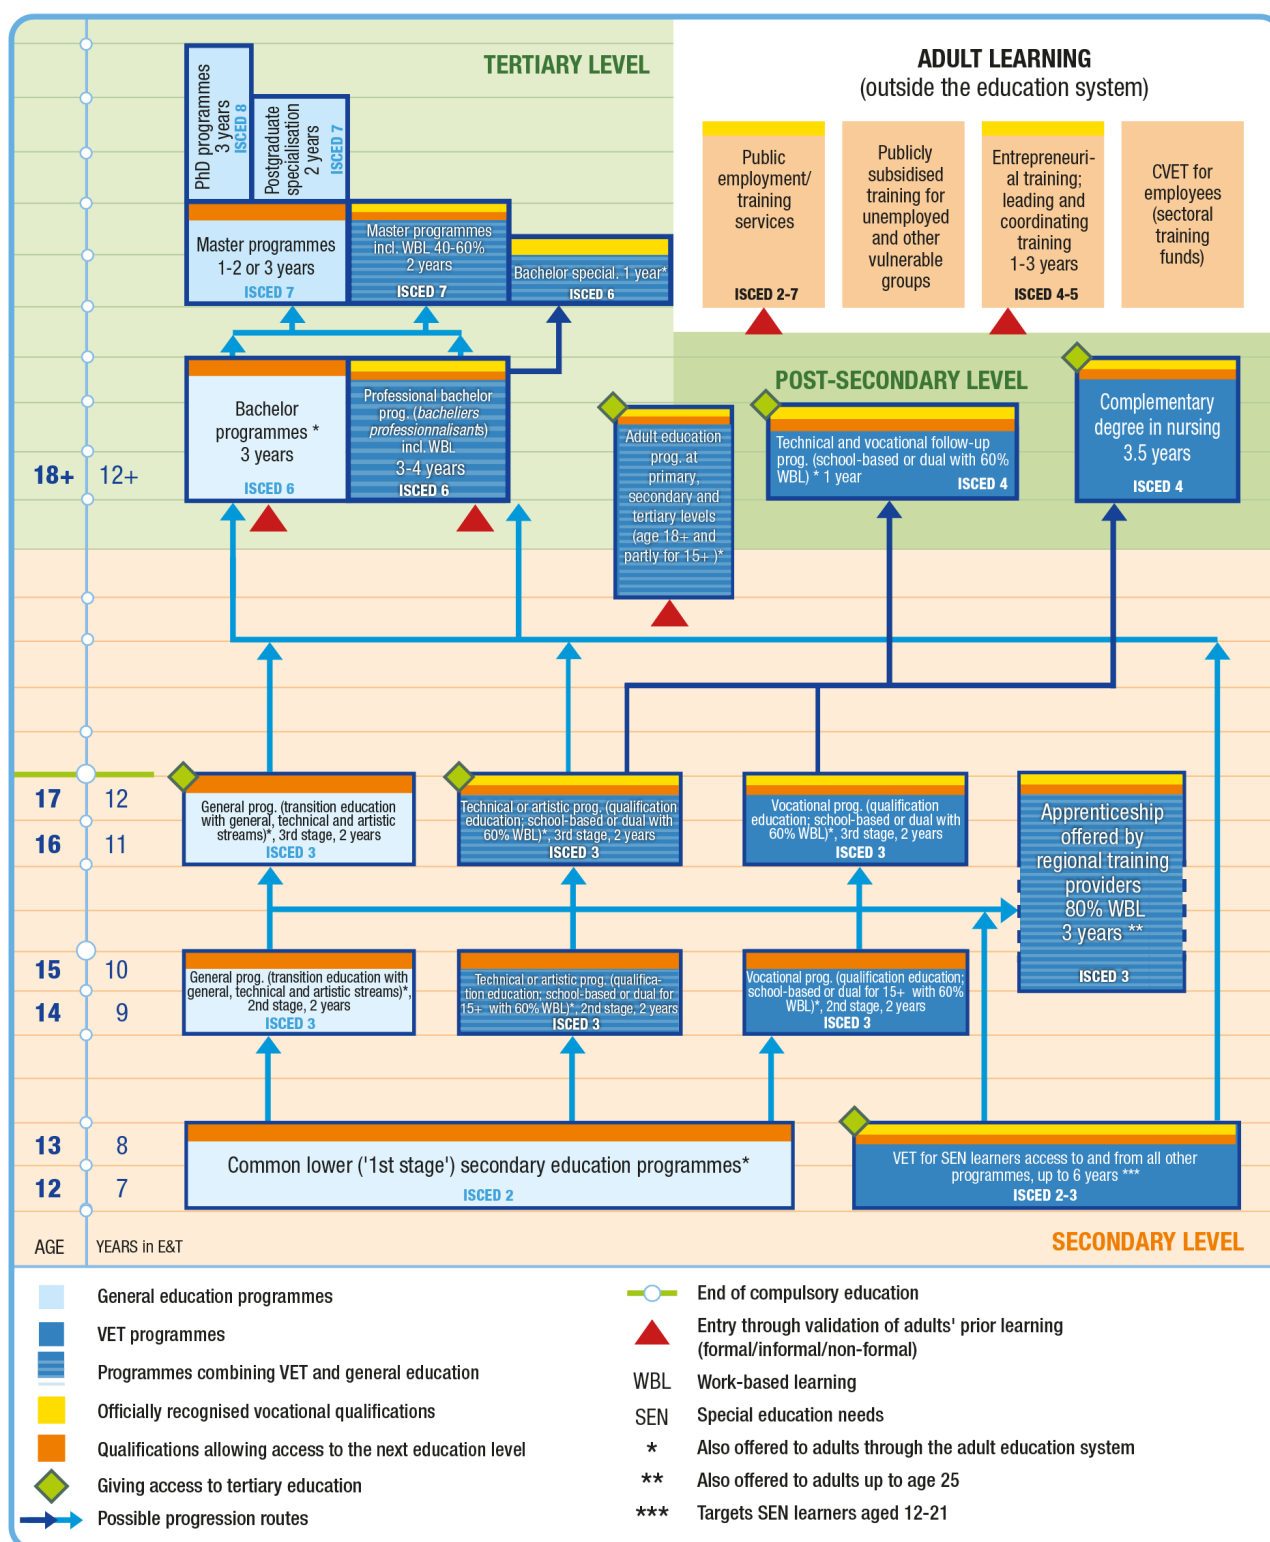 TERTIARY LEVEL
ADULT LEARNING
(outside the education system)
PhD programmes
3 years
ISCED 8
Postgraduate
specialisation
2 years
ISCED 7
Public
employment/
training
services
ISCED 2-7
Publicly
subsidised
training for
unemployed
and other
vulnerable
groups
Entrepreneuri-
al training;
leading and
coordinating
training
1-3 years
ISCED 4-5
CVET for
employees
(sectoral
training
funds)
Master programmes
1-2 or 3 years
ISCED 7
Master programmes
incl. WBL 40-60%
2 years
ISCED 7
Bachelor special. 1 year*
ISCED 6
POST-SECONDARY LEVEL
18+ 12+
Bachelor
programmes *
3 years
ISCED 6
Professional bachelor
prog. (bacheliers
professionnalisants)
incl. WBL
3-4 years
ISCED 6
Adult education
prog. at
primary,
secondary and
tertiary levels
(age 18+ and
partly for 15+ )*
Technical and vocational follow-up
prog. (school-based or dual with 60%
WBL) * 1 year
ISCED 4
Complementary
degree in nursing
3.5 years
ISCED 4
17 12
16 11
General prog. (transition education
with general, technical and artistic
streams)*, 3rd stage, 2 years
ISCED 3
Technical or artistic prog. (qualification
education; school-based or dual with
60% WBL)*, 3rd stage, 2 years
ISCED 3
Vocational prog. (qualification
education; school-based or dual with
60% WBL)*, 3rd stage, 2 years
ISCED 3
Apprenticeship
offered by
regional training
providers
80% WBL
3 years **
ISCED 3
15 10
14 9
General prog. (transition education with
general, technical and artistic streams)*,
2nd stage, 2 years
ISCED 3
Technical or artistic prog. (qualifica-
tion education; school-based or dual for
15+ with 60% WBL)*, 2nd stage, 2 years
ISCED 3
Vocational prog. (qualification education;
school-based or dual for 15+ with 60%
WBL)*, 2nd stage, 2 years
ISCED 3
13 8
12 7
Common lower ('1st stage') secondary education programmes*
ISCED 2
VET for SEN learners access to and from all other
programmes, up to 6 years ***
ISCED 2-3
AGE YEARS in E&T
SECONDARY LEVEL
General education programmes
VET programmes
Programmes combining VET and general education
Officially recognised vocational qualifications
Qualifications allowing access to the next education level
Giving access to tertiary education
Possible progression routes
End of compulsory education
Entry through validation of adults' prior learning
(formal/informal/non-formal)
WBL Work-based learning
SEN Special education needs
* Also offered to adults through the adult education system
** Also offered to adults up to age 25
*** Targets SEN learners aged 12-21